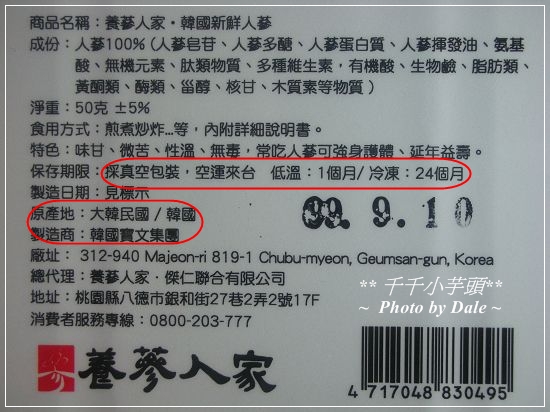 商品名稱：養蔘人家‧韓國新鮮人蔘
成份：人蔘100% (人蔘皂苷、人蔘多醣、人蔘蛋白質、人蔘揮發油、氨基
酸、無機元素、肽類物質、多種維生素，有機酸、生物鹼、脂肪類、
黃酮類、酶類、甾醇、核甘、木質素等物質)
淨重：50克 ±5%
食用方式：煎煮炒炸...等，內附詳細說明書。
特色：味甘、微苦、性溫、無毒，常吃人蔘可強身護體、延年益壽。
保存期限：採真空包裝，空運來台 低溫：1個月/ 冷凍：24個月
製造日期：見標示
99. 9. 10
原產地：大韓民國 / 韓國
製造商：韓國寶文集團
廠址： 312-940 Majeon-ri 819-1 Chubu-myeon, Geumsan-gun, Korea
總代理：養蔘人家‧傑仁聯合有限公司
地址：桃園縣八德市銀和街27巷2弄2號17F
消費者服務專線：0800-203-777
** 千千小芋頭**
~ Photo by Dale ~
養蔘人家
4 717048 830495